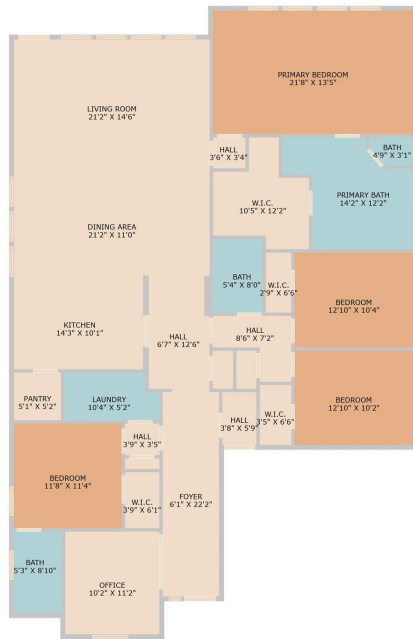 PRIMARY BEDROOM
21'8" X 13'5"
LIVING ROOM
21'2" X 14'6"
HALL
3'6" X 3'4"
BATH
4'9" X 3'1"
PRIMARY BATH
14'2" X 12'2"
W.I.C.
10'5" X 12'2"
DINING AREA
21'2" X 11'0"
BATH
5'4" X 8'0"
W.I.C.
2'9" X 6'6"
BEDROOM
12'10" X 10'4"
KITCHEN
14'3" X 10'1"
HALL
8'6" X 7'2"
HALL
6'7" X 12'6"
PANTRY
5'1" X 5'2"
LAUNDRY
10'4" X 5'2"
HALL
3'8" X 5'9"
W.I.C.
3'5" X 6'6"
BEDROOM
12'10" X 10'2"
HALL
3'9" X 3'5"
BEDROOM
11'8" X 11'4"
W.I.C.
3'9" X 6'1"
FOYER
6'1" X 22'2"
BATH
5'3" X 8'10"
OFFICE
10'2" X 11'2"